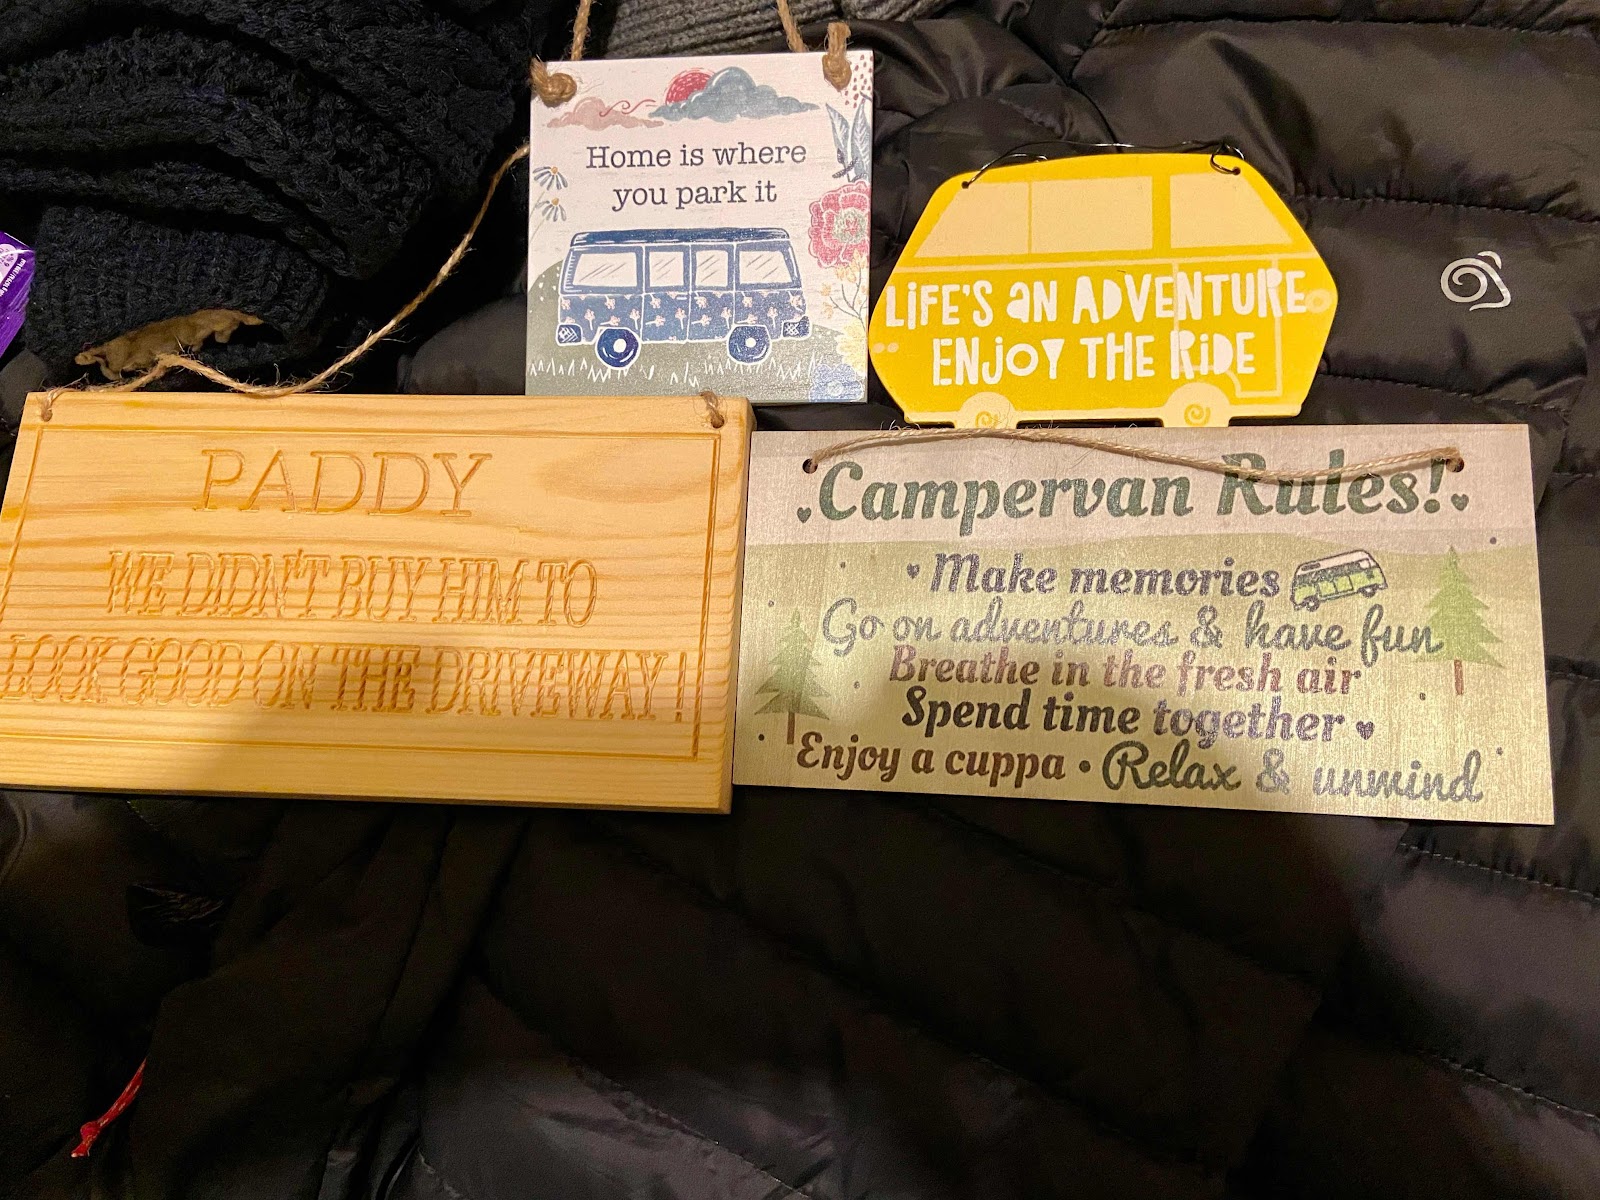 Home is where
you park it
LIFE'S aN ADVENTURE
ENJOY THE RiDE
PADDY
WE DIDN'T BUY HIM TO
LOOK GOOD ON THE DRIVEWAY !
Campervan Rules!
Make memories
Go on adventures & have fun
Breathe in the fresh air
Spend time together
Enjoy a cuppa • Relax & unwind